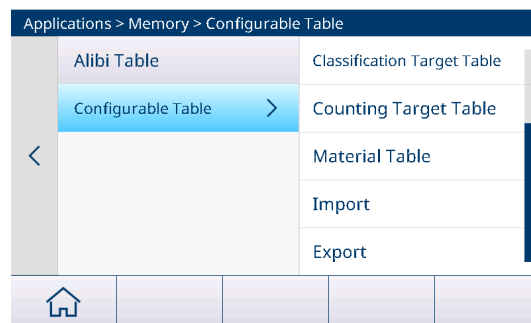 Applications > Memory > Configurable Table
Alibi Table
Configurable Table
Classification Target Table
Counting Target Table
Material Table
Import
Export